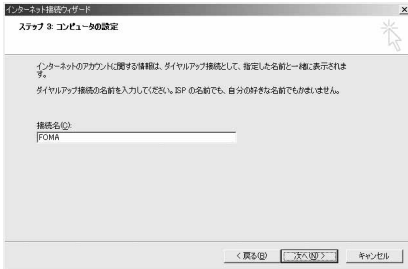 インターネット接続ウィザード
ステップ 3: コンピュータの設定
インターネットのアカウントに関する情報は、ダイヤルアップ接続として、指定した名前と一緒に表示されま
す。
ダイヤルアップ接続の名前を入力してください。ISP の名前でも、自分の好きな名前でもかまいません。
接続名(C):
FOMA
< 戻る(B) 次へ(N) > キャンセル